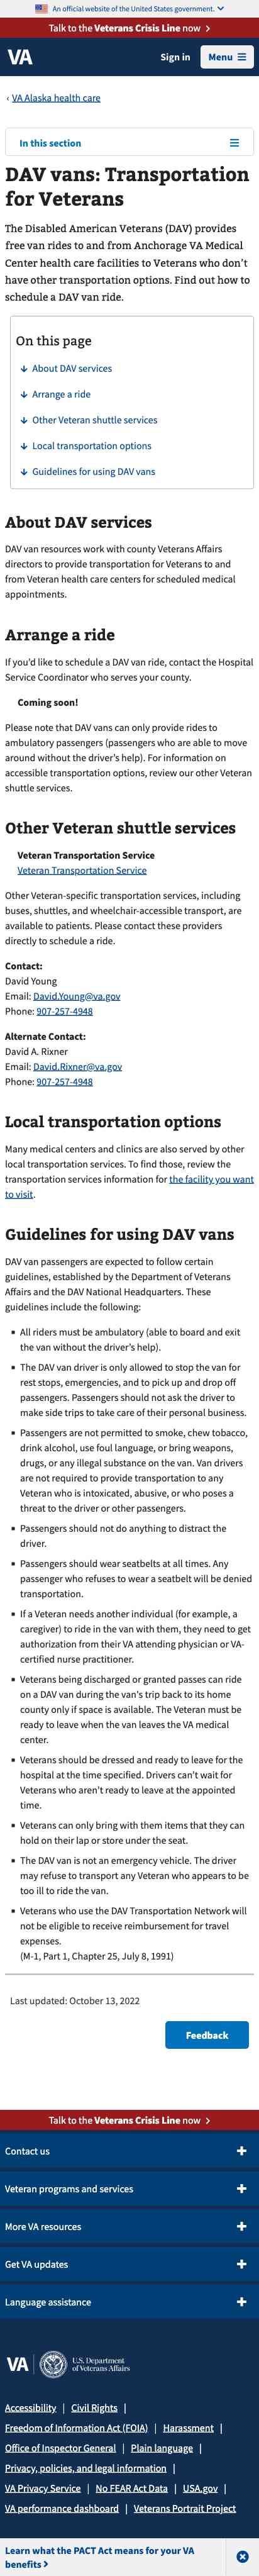 An official website of the United States government.
Talk to the Veterans Crisis Line now
VA
Sign in
Menu
‹ VA Alaska health care
In this section
DAV vans: Transportation
for Veterans
The Disabled American Veterans (DAV) provides
free van rides to and from Anchorage VA Medical
Center health care facilities to Veterans who don't
have other transportation options. Find out how to
schedule a DAV van ride.
On this page
About DAV services
Arrange a ride
Other Veteran shuttle services
Local transportation options
Guidelines for using DAV vans
About DAV services
DAV van resources work with county Veterans Affairs
directors to provide transportation for Veterans to and
from Veteran health care centers for scheduled medical
appointments.
Arrange a ride
If you'd like to schedule a DAV van ride, contact the Hospital
Service Coordinator who serves your county.
Coming soon!
Please note that DAV vans can only provide rides to
ambulatory passengers (passengers who are able to move
around without the driver's help). For information on
accessible transportation options, review our other Veteran
shuttle services.
Other Veteran shuttle services
Veteran Transportation Service
Veteran Transportation Service
Other Veteran-specific transportation services, including
buses, shuttles, and wheelchair-accessible transport, are
available to patients. Please contact these providers
directly to schedule a ride.
Contact:
David Young
Email: David.Young@va.gov
Phone: 907-257-4948
Alternate Contact:
David A. Rixner
Email: David.Rixner@va.gov
Phone: 907-257-4948
Local transportation options
Many medical centers and clinics are also served by other
local transportation services. To find those, review the
transportation services information for the facility you want
to visit.
Guidelines for using DAV vans
DAV van passengers are expected to follow certain
guidelines, established by the Department of Veterans
Affairs and the DAV National Headquarters. These
guidelines include the following:
All riders must be ambulatory (able to board and exit
the van without the driver's help).
The DAV van driver is only allowed to stop the van for
rest stops, emergencies, and to pick up and drop off
passengers. Passengers should not ask the driver to
make side trips to take care of their personal business.
Passengers are not permitted to smoke, chew tobacco,
drink alcohol, use foul language, or bring weapons,
drugs, or any illegal substance on the van. Van drivers
are not required to provide transportation to any
Veteran who is intoxicated, abusive, or who poses a
threat to the driver or other passengers.
Passengers should not do anything to distract the
driver.
Passengers should wear seatbelts at all times. Any
passenger who refuses to wear a seatbelt will be denied
transportation.
If a Veteran needs another individual (for example, a
caregiver) to ride in the van with them, they need to get
authorization from their VA attending physician or VA-
certified nurse practitioner.
Veterans being discharged or granted passes can ride
on a DAV van during the van's trip back to its home
county only if space is available. The Veteran must be
ready to leave when the van leaves the VA medical
center.
Veterans should be dressed and ready to leave for the
hospital at the time specified. Drivers can't wait for
Veterans who aren't ready to leave at the appointed
time.
Veterans can only bring with them items that they can
hold on their lap or store under the seat.
The DAV van is not an emergency vehicle. The driver
may refuse to transport any Veteran who appears to be
too ill to ride the van.
Veterans who use the DAV Transportation Network will
not be eligible to receive reimbursement for travel
expenses.
(M-1, Part 1, Chapter 25, July 8, 1991)
Last updated: October 13, 2022
Feedback
Talk to the Veterans Crisis Line now
Contact us
Veteran programs and services
More VA resources
Get VA updates
Language assistance
VA U.S. Department
of Veterans Affairs
Accessibility | Civil Rights |
Freedom of Information Act (FOIA) | Harassment |
Office of Inspector General | Plain language |
Privacy, policies, and legal information |
VA Privacy Service | No FEAR Act Data | USA.gov |
VA performance dashboard | Veterans Portrait Project
Learn what the PACT Act means for your VA
benefits